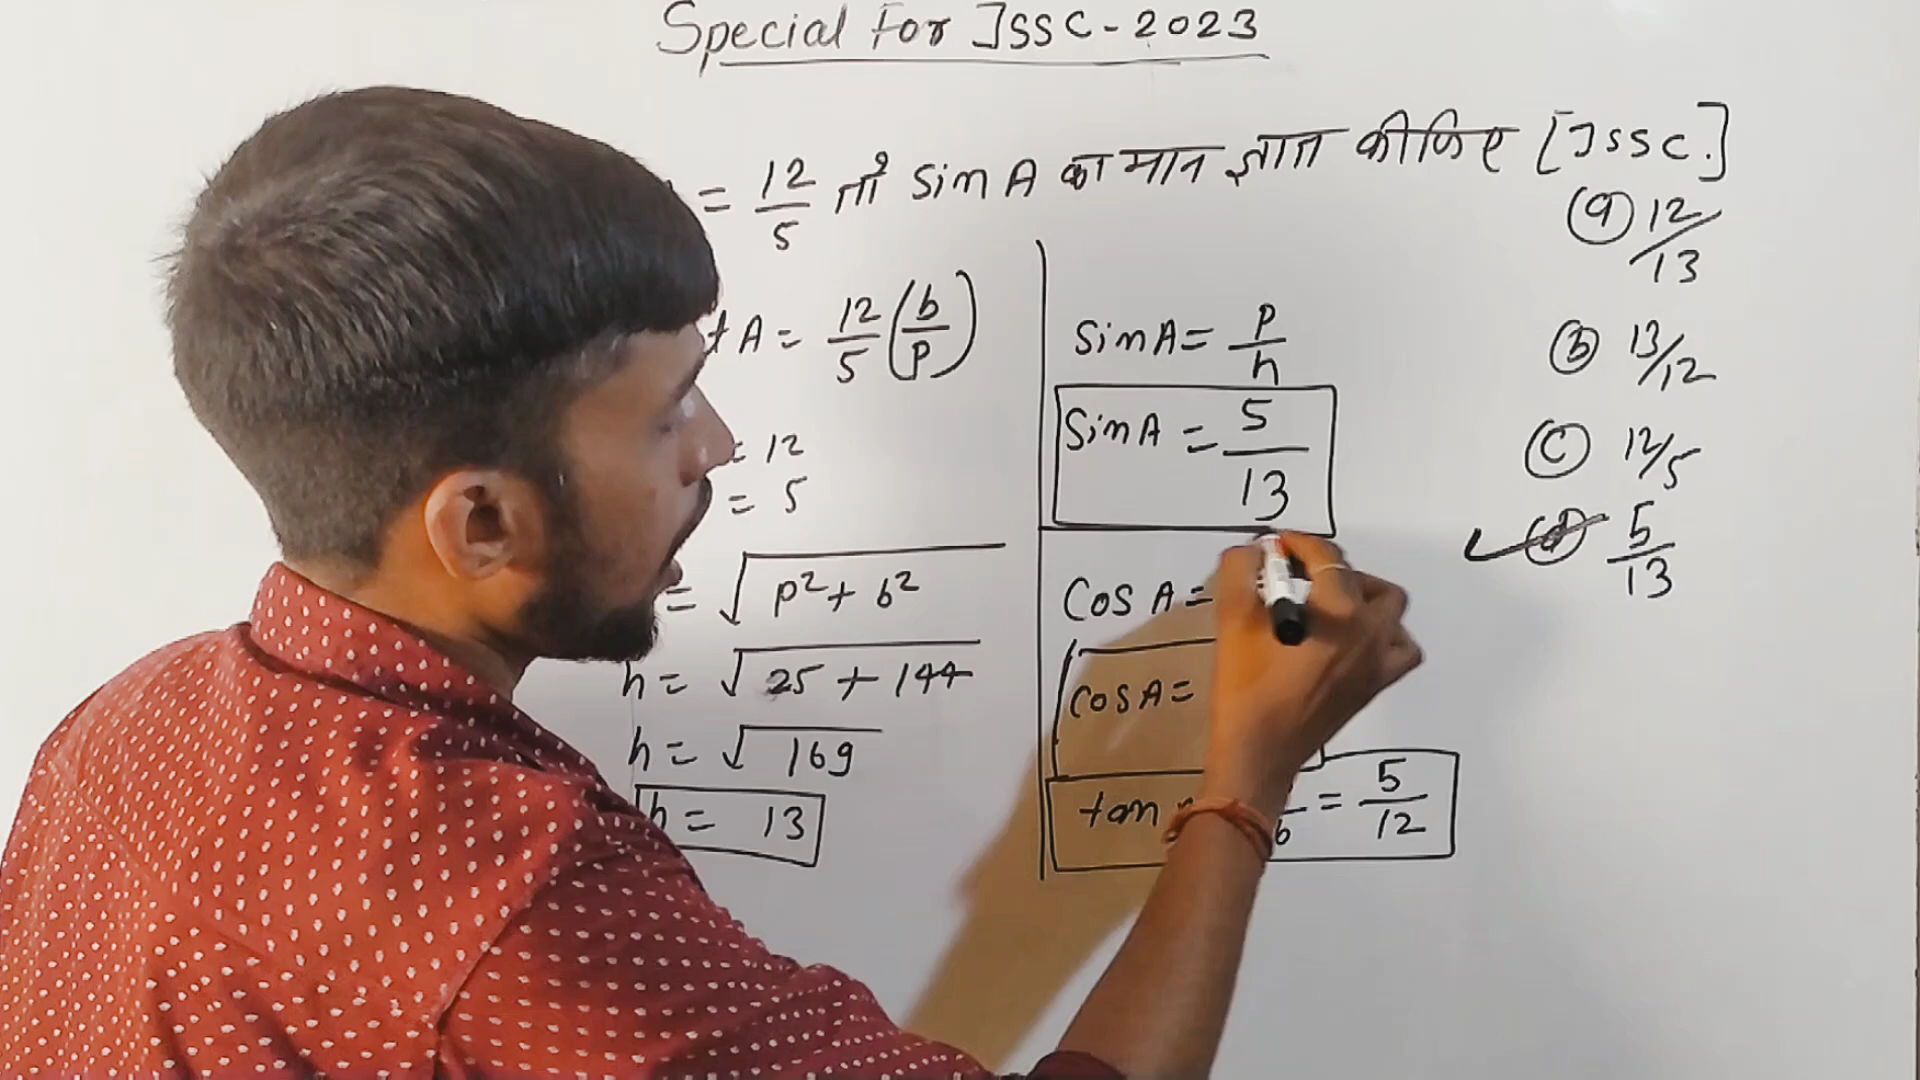 Special For JSSC-2023
= 12/5 तो Sin A का मान ज्ञात कीजिए [JSSC.]
(a) 12/13
(b) 13/12
(c) 12/5
(d) 5/13
t A = 12/5 (b/p)
= 12
= 5
= √p²+b²
h = √25+144
h = √169
h = 13
Sin A = p/h
Sin A = 5/13
Cos A =
Cos A =
tan
b = 5/12